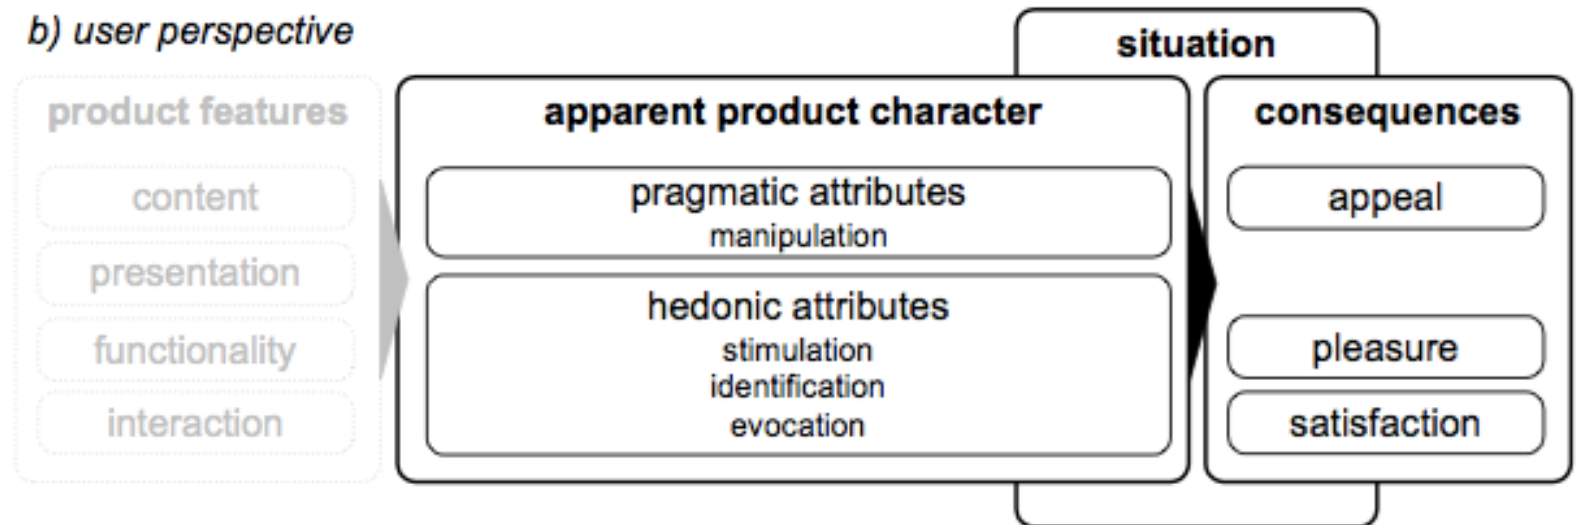 b) user perspective
situation
product features
content
presentation
functionality
interaction
apparent product character
pragmatic attributes
manipulation
hedonic attributes
stimulation
identification
evocation
consequences
appeal
pleasure
satisfaction